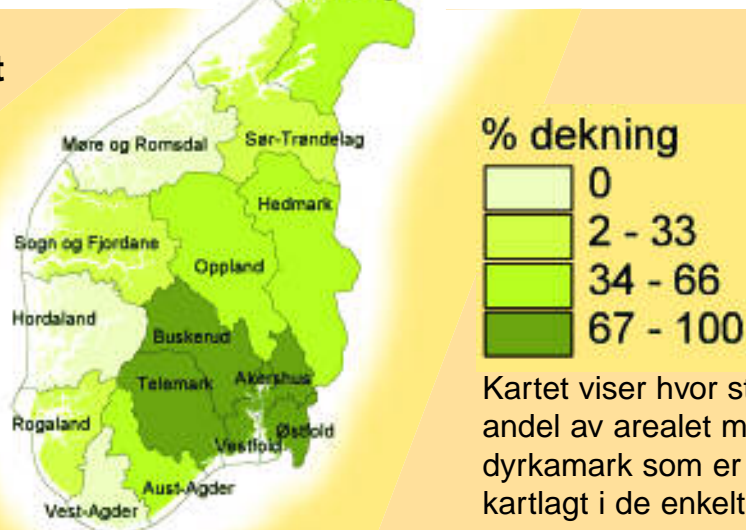 t
Møre og Romsdal
Sør-Trøndelag
Hedmark
Sogn og Fjordane
Oppland
Hordaland
Buskerud
Telemark
Akershus
Rogaland
Vestfold
Østfold
Aust-Agder
Vest-Agder
% dekning
0
2 - 33
34 - 66
67 - 100
Kartet viser hvor st
andel av arealet m
dyrkamark som er
kartlagt i de enkelt